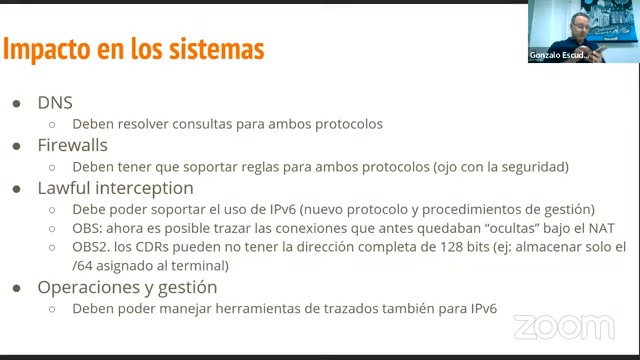 Impacto en los sistemas
Gonzalo Escud...
● DNS
○ Deben resolver consultas para ambos protocolos
● Firewalls
○ Deben tener que soportar reglas para ambos protocolos (ojo con la seguridad)
● Lawful interception
○ Debe poder soportar el uso de IPv6 (nuevo protocolo y procedimientos de gestión)
○ OBS: ahora es posible trazar las conexiones que antes quedaban “ocultas” bajo el NAT
○ OBS2. los CDRs pueden no tener la dirección completa de 128 bits (ej: almacenar solo el
/64 asignado al terminal)
● Operaciones y gestión
○ Deben poder manejar herramientas de trazados también para IPv6
zoom